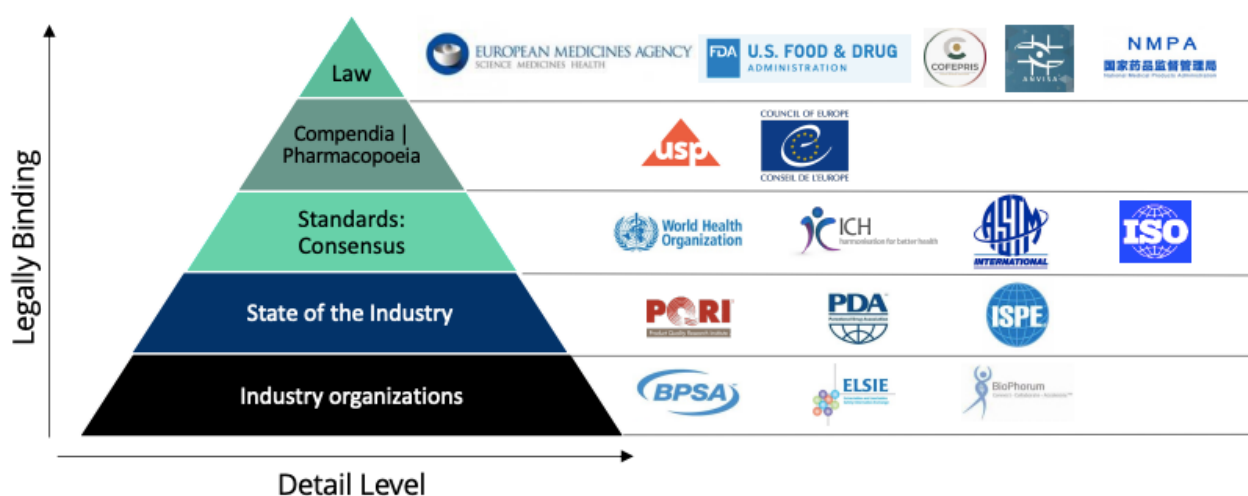 Legally Binding
Law
EUROPEAN MEDICINES AGENCY
SCIENCE MEDICINES HEALTH
FDA
U.S. FOOD & DRUG
ADMINISTRATION
COFEPRIS
ANVISA
NMPA
国家药品监督管理局
National Medical Products Administration
Compendia |
Pharmacopoeia
usp
COUNCIL OF EUROPE
CONSEIL DE L'EUROPE
Standards:
Consensus
World Health
Organization
ICH
harmonisation for better health
ASTM
INTERNATIONAL
ISO
State of the Industry
PQRI
Product Quality Research Institute
PDA
Parenteral Drug Association
ISPE
Industry organizations
BPSA
ELSIE
BioPhorum
Detail Level